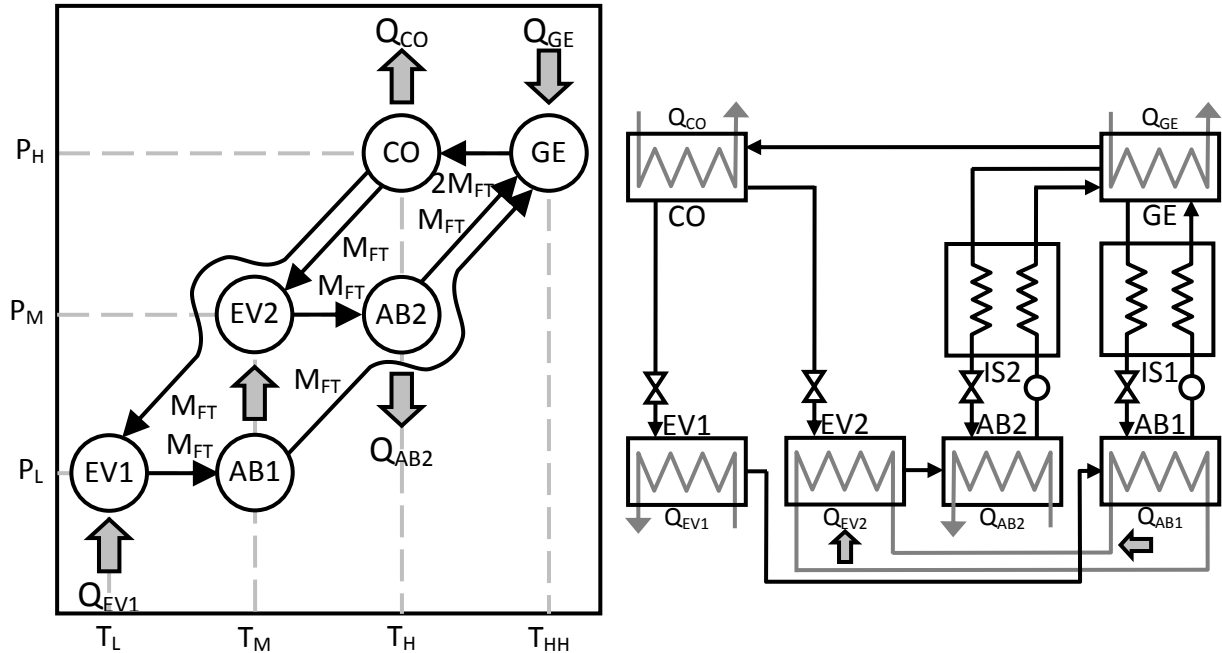 Q_CO
Q_GE
P_H
CO
GE
2M_FT
M_FT
M_FT
M_FT
P_M
EV2
AB2
M_FT
M_FT
M_FT
Q_AB2
P_L
EV1
AB1
Q_EV1
T_L
T_M
T_H
T_HH
Q_CO
Q_GE
CO
GE
IS2
IS1
EV1
EV2
AB2
AB1
Q_EV1
Q_EV2
Q_AB2
Q_AB1